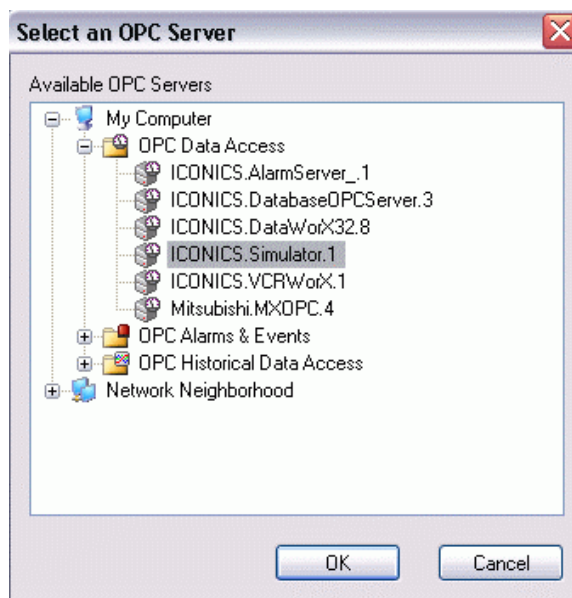 Select an OPC Server
Available OPC Servers
My Computer
OPC Data Access
ICONICS.AlarmServer_.1
ICONICS.DatabaseOPCServer.3
ICONICS.DataWorX32.8
ICONICS.Simulator.1
ICONICS.VCRWorX.1
Mitsubishi.MXOPC.4
OPC Alarms & Events
OPC Historical Data Access
Network Neighborhood
OK Cancel